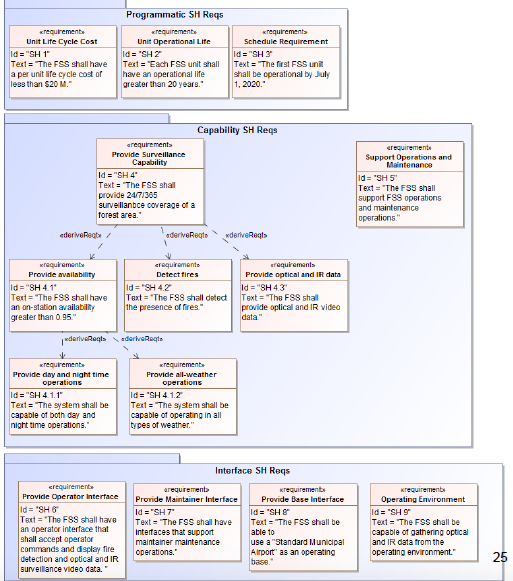 Programmatic SH Reqs
«requirement»
Unit Life Cycle Cost
Id = "SH 1"
Text = "The FSS shall have
a per unit life cycle cost of
less than $20 M."
«requirement»
Unit Operational Life
Id = "SH 2"
Text = "Each FSS unit shall
have an operational life
greater than 20 years."
«requirement»
Schedule Requirement
Id = "SH 3"
Text = "The first FSS unit
shall be operational by July
1, 2020."
Capability SH Reqs
«requirement»
Provide Surveillance
Capability
Id = "SH 4"
Text = "The FSS shall
provide 24/7/365
surveillantbce coverage of a
forest area."
«requirement»
Support Operations and
Maintenance
Id = "SH 5"
Text = "The FSS shall
support FSS operations
and maintenance
operations."
«deriveReqt»
«deriveReqt»
«deriveReqt»
«requirement»
Provide availability
Id = "SH 4.1"
Text = "The FSS shall have
an on-station availability
greater than 0.95."
«requirement»
Detect fires
Id = "SH 4.2"
Text = "The FSS shall detect
the presence of fires."
«requirement»
Provide optical and IR data
Id = "SH 4.3"
Text = "The FSS shall
provide optical and IR video
data."
«deriveReqt»
«deriveReqt»
«requirement»
Provide day and night time
operations
Id = "SH 4.1.1"
Text = "The system shall be
capable of both day and
night time operations."
«requirement»
Provide all-weather
operations
Id = "SH 4.1.2"
Text = "The system shall be
capable of operating in all
types of weather."
Interface SH Reqs
«requirement»
Provide Operator Interface
Id = "SH 6"
Text = "The FSS shall have
an operator interface that
shall accept operator
commands and display fire
detection and optical and IR
surveillance video data. "
«requirement»
Provide Maintainer Interface
Id = "SH 7"
Text = "The FSS shall have
interfaces that support
maintainer maintenance
operations."
«requirement»
Provide Base Interface
Id = "SH 8"
Text = "The FSS shall be
able to
use a "Standard Municipal
Airport" as an operating
base."
«requirement»
Operating Environment
Id = "SH 9"
Text = "The FSS shall be
capable of gathering optical
and IR data from the
operating environment."
25